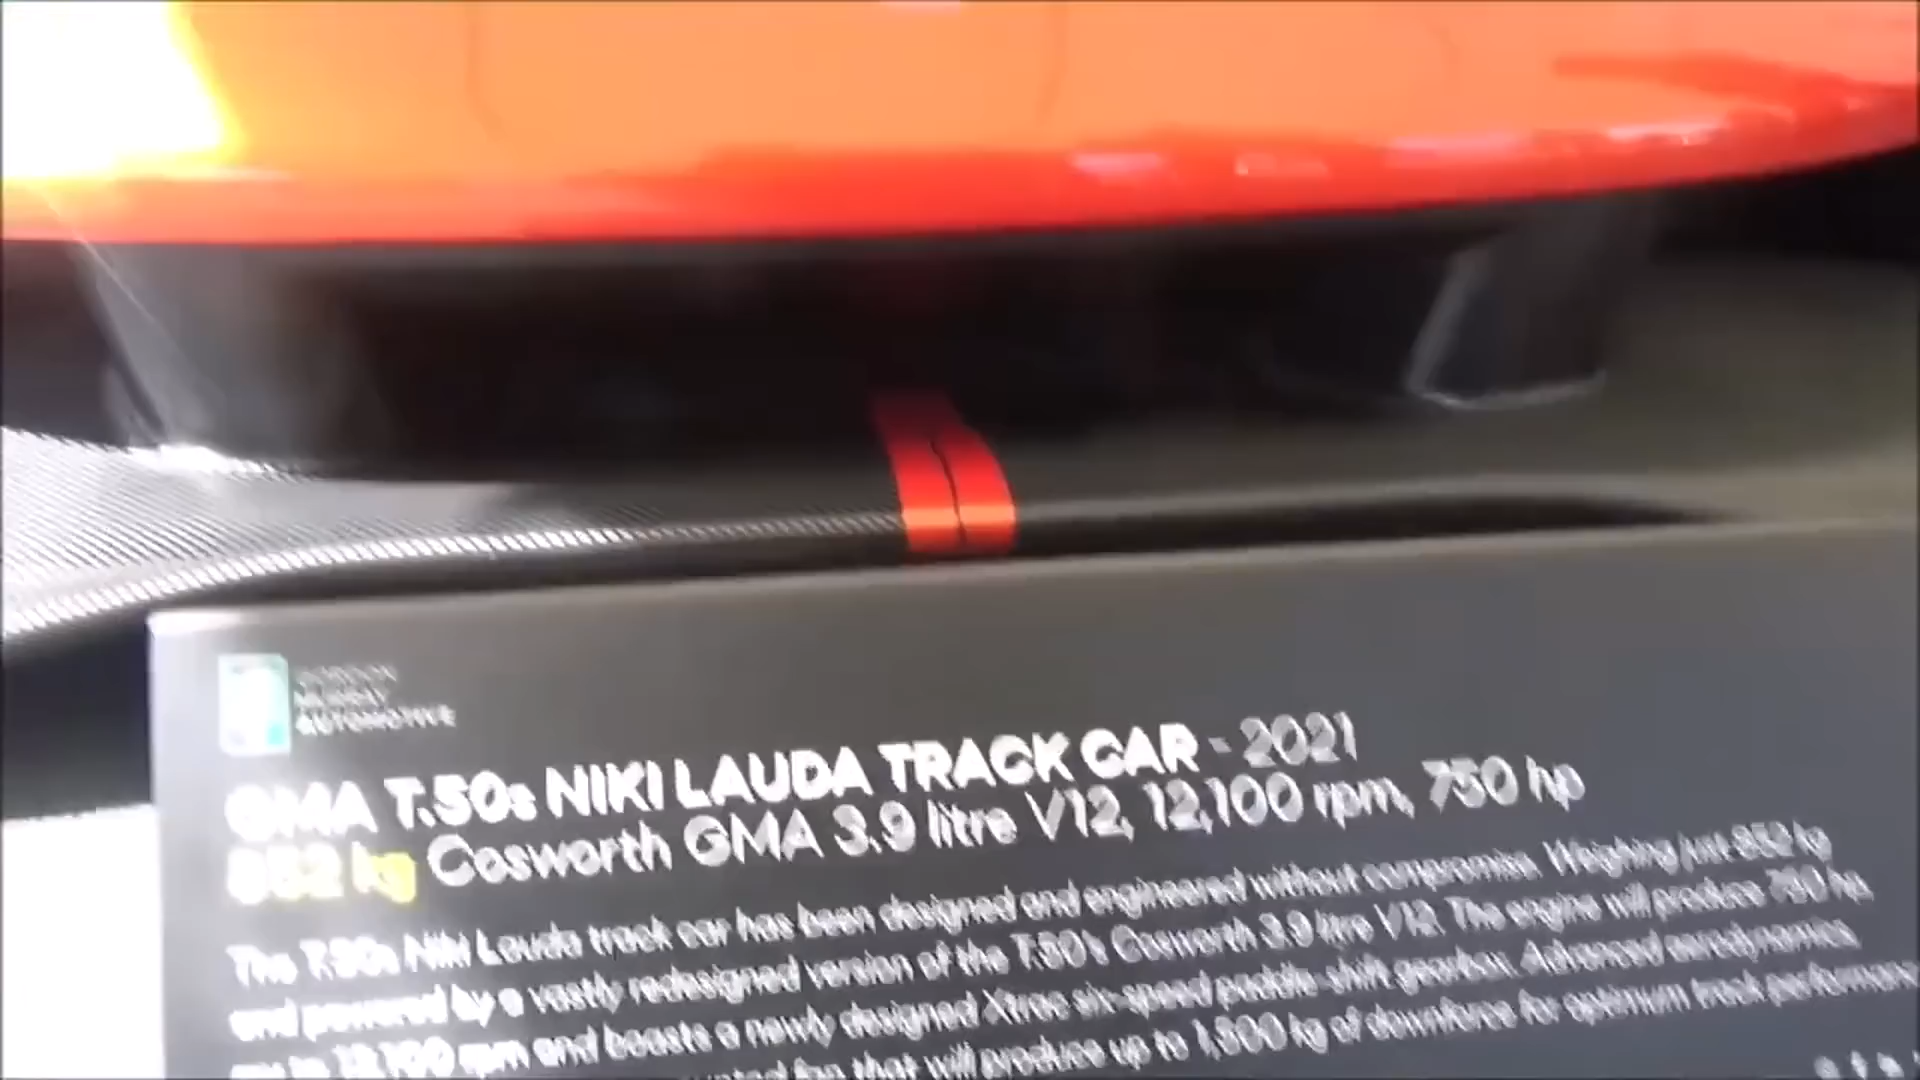 GORDON
MURRAY
AUTOMOTIVE
GMA T.50s NIKI LAUDA TRACK CAR - 2021
852 kg Cosworth GMA 3.9 litre V12, 12,100 rpm, 750 hp
The T.50s Niki Lauda track car has been designed and engineered without compromise. Weighing just 852 kg
and powered by a vastly redesigned version of the T.50's Cosworth 3.9 litre V12. The engine will produce 750 hp,
12,100 rpm and boasts a newly designed Xtrac six-speed paddle-shift gearbox. Advanced aerodynamics
fan that will produce up to 1,500 kg of downforce for optimum track performance